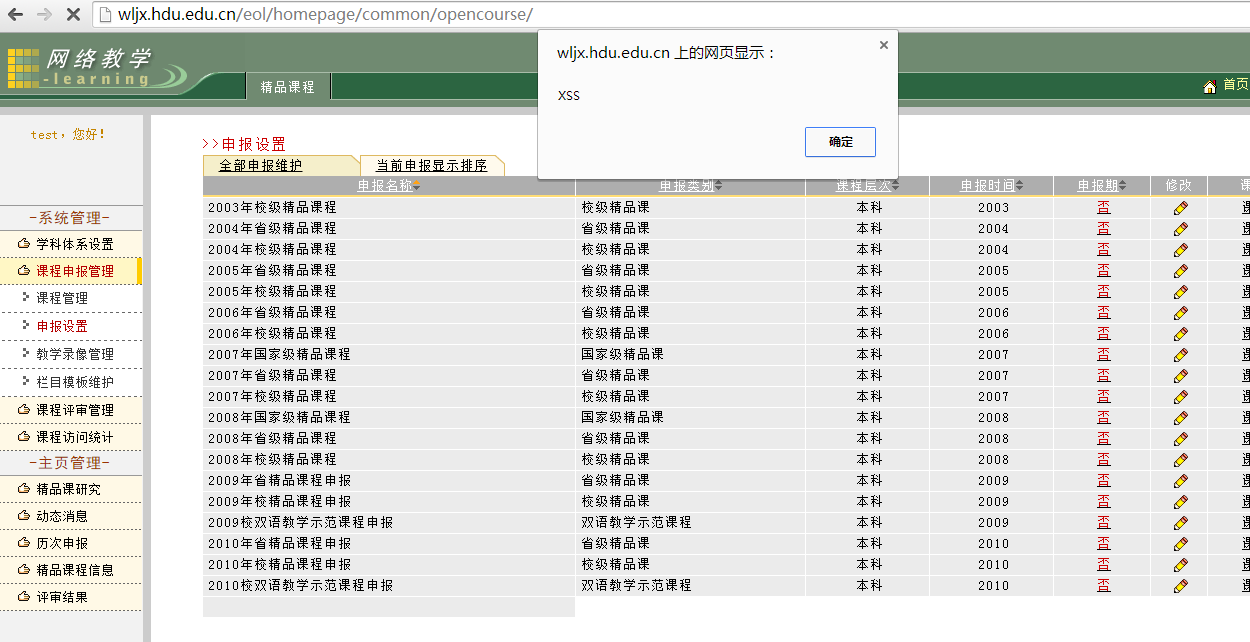 wljx.hdu.edu.cn/eol/homepage/common/opencourse/
网络教学
-learning
精品课程
首页
wljx.hdu.edu.cn 上的网页显示：
XSS
确定
test，您好！
-系统管理-
学科体系设置
课程申报管理
课程管理
申报设置
教学录像管理
栏目模板维护
课程评审管理
课程访问统计
-主页管理-
精品课研究
动态消息
历次申报
精品课程信息
评审结果
>>申报设置
全部申报维护 当前申报显示排序
申报名称 申报类别 课程层次 申报时间 申报期 修改 课
2003年校级精品课程 校级精品课 本科 2003 否
2004年省级精品课程 省级精品课 本科 2004 否
2004年校级精品课程 校级精品课 本科 2004 否
2005年省级精品课程 省级精品课 本科 2005 否
2005年校级精品课程 校级精品课 本科 2005 否
2006年省级精品课程 省级精品课 本科 2006 否
2006年校级精品课程 校级精品课 本科 2006 否
2007年国家级精品课程 国家级精品课 本科 2007 否
2007年省级精品课程 省级精品课 本科 2007 否
2007年校级精品课程 校级精品课 本科 2007 否
2008年国家级精品课程 国家级精品课 本科 2008 否
2008年省级精品课程 省级精品课 本科 2008 否
2008年校级精品课程 校级精品课 本科 2008 否
2009年省精品课程申报 省级精品课 本科 2009 否
2009年校精品课程申报 校级精品课 本科 2009 否
2009校双语教学示范课程申报 双语教学示范课程 本科 2009 否
2010年省精品课程申报 省级精品课 本科 2010 否
2010年校精品课程申报 校级精品课 本科 2010 否
2010校双语教学示范课程申报 双语教学示范课程 本科 2010 否